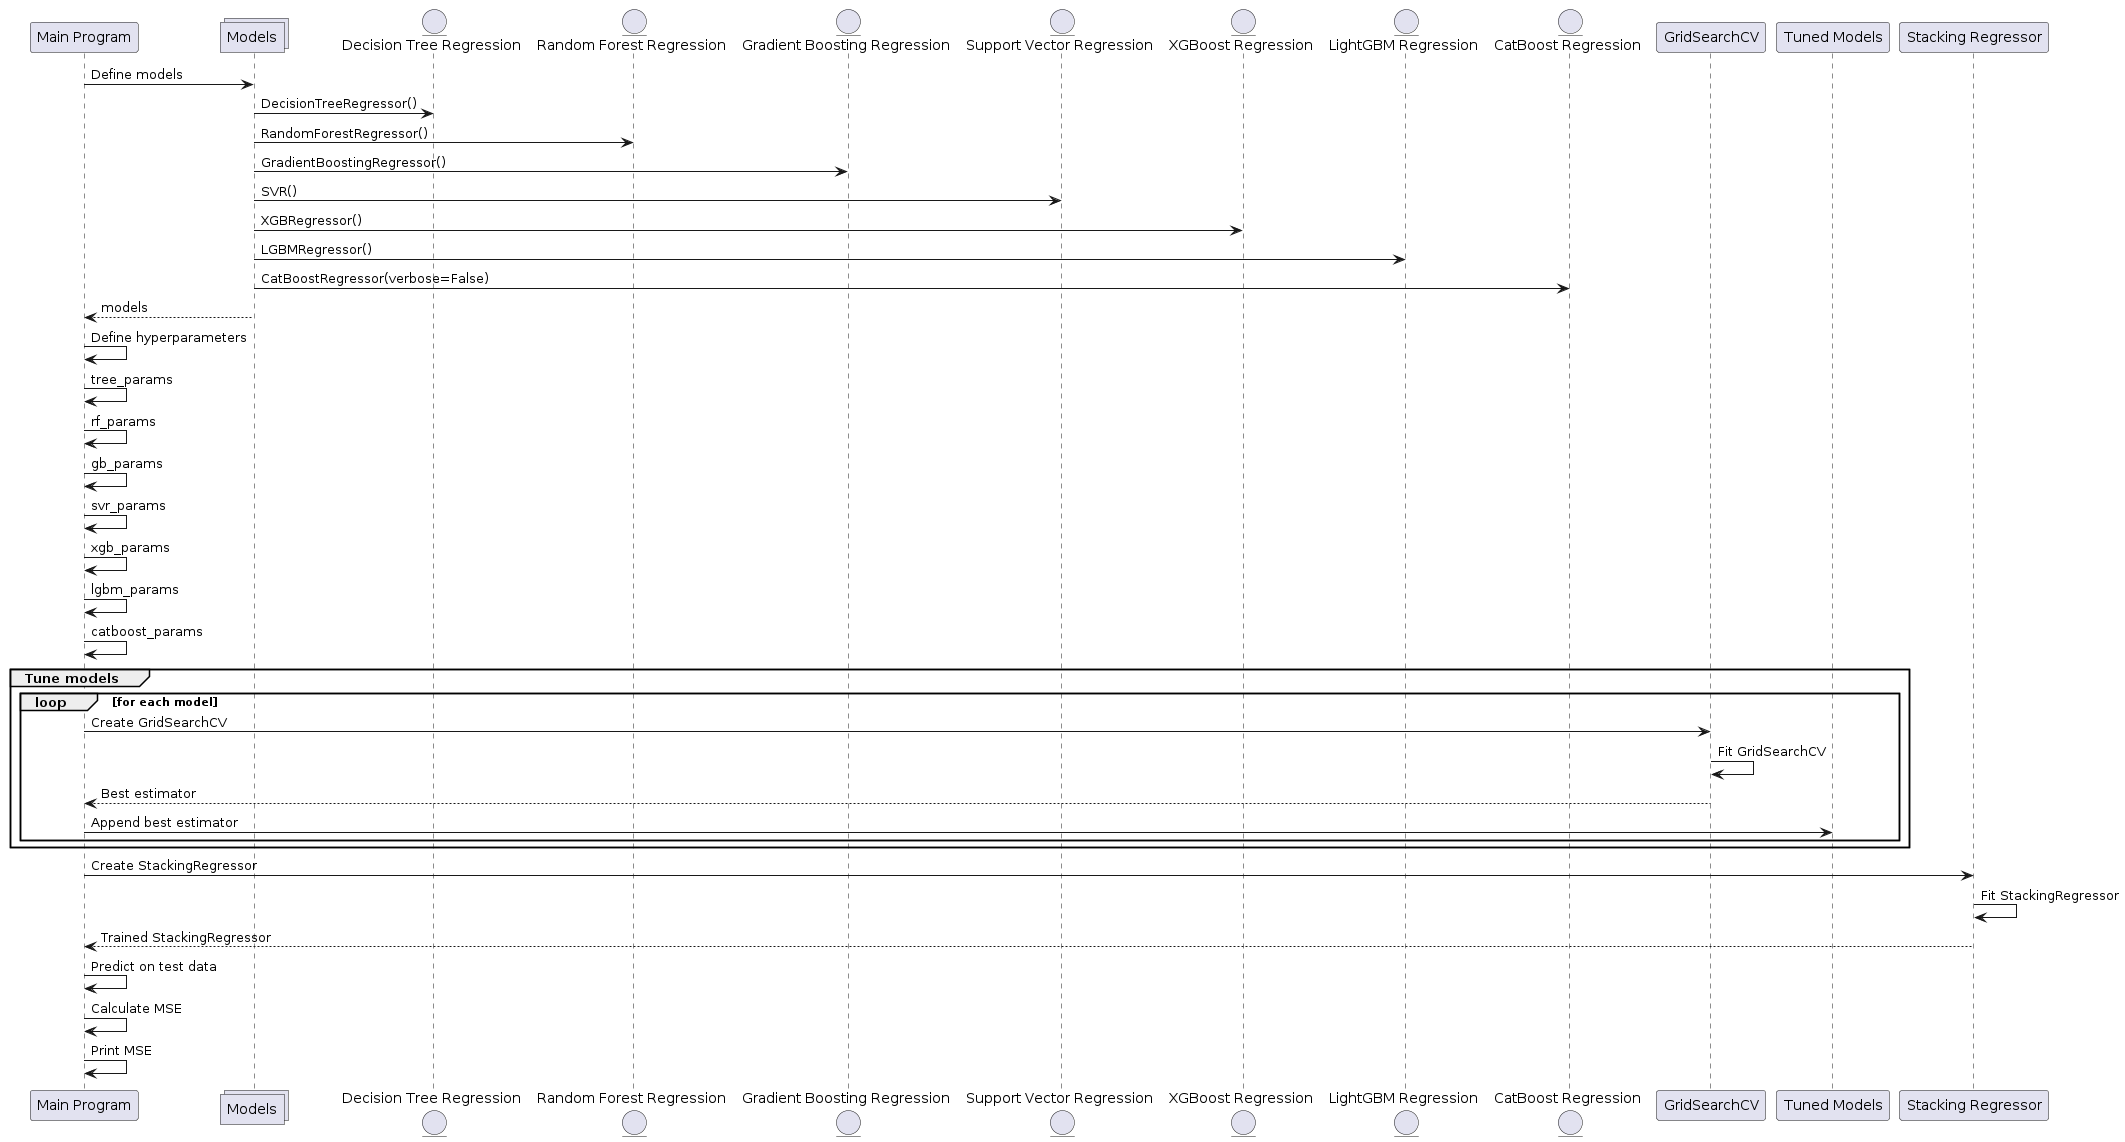 Main Program
Models
Decision Tree Regression
Random Forest Regression
Gradient Boosting Regression
Support Vector Regression
XGBoost Regression
LightGBM Regression
CatBoost Regression
GridSearchCV
Tuned Models
Stacking Regressor
Define models
DecisionTreeRegressor()
RandomForestRegressor()
GradientBoostingRegressor()
SVR()
XGBRegressor()
LGBMRegressor()
CatBoostRegressor(verbose=False)
models
Define hyperparameters
tree_params
rf_params
gb_params
svr_params
xgb_params
lgbm_params
catboost_params
Tune models
loop [for each model]
Create GridSearchCV
Fit GridSearchCV
Best estimator
Append best estimator
Create StackingRegressor
Fit StackingRegressor
Trained StackingRegressor
Predict on test data
Calculate MSE
Print MSE
Main Program
Models
Decision Tree Regression
Random Forest Regression
Gradient Boosting Regression
Support Vector Regression
XGBoost Regression
LightGBM Regression
CatBoost Regression
GridSearchCV
Tuned Models
Stacking Regressor